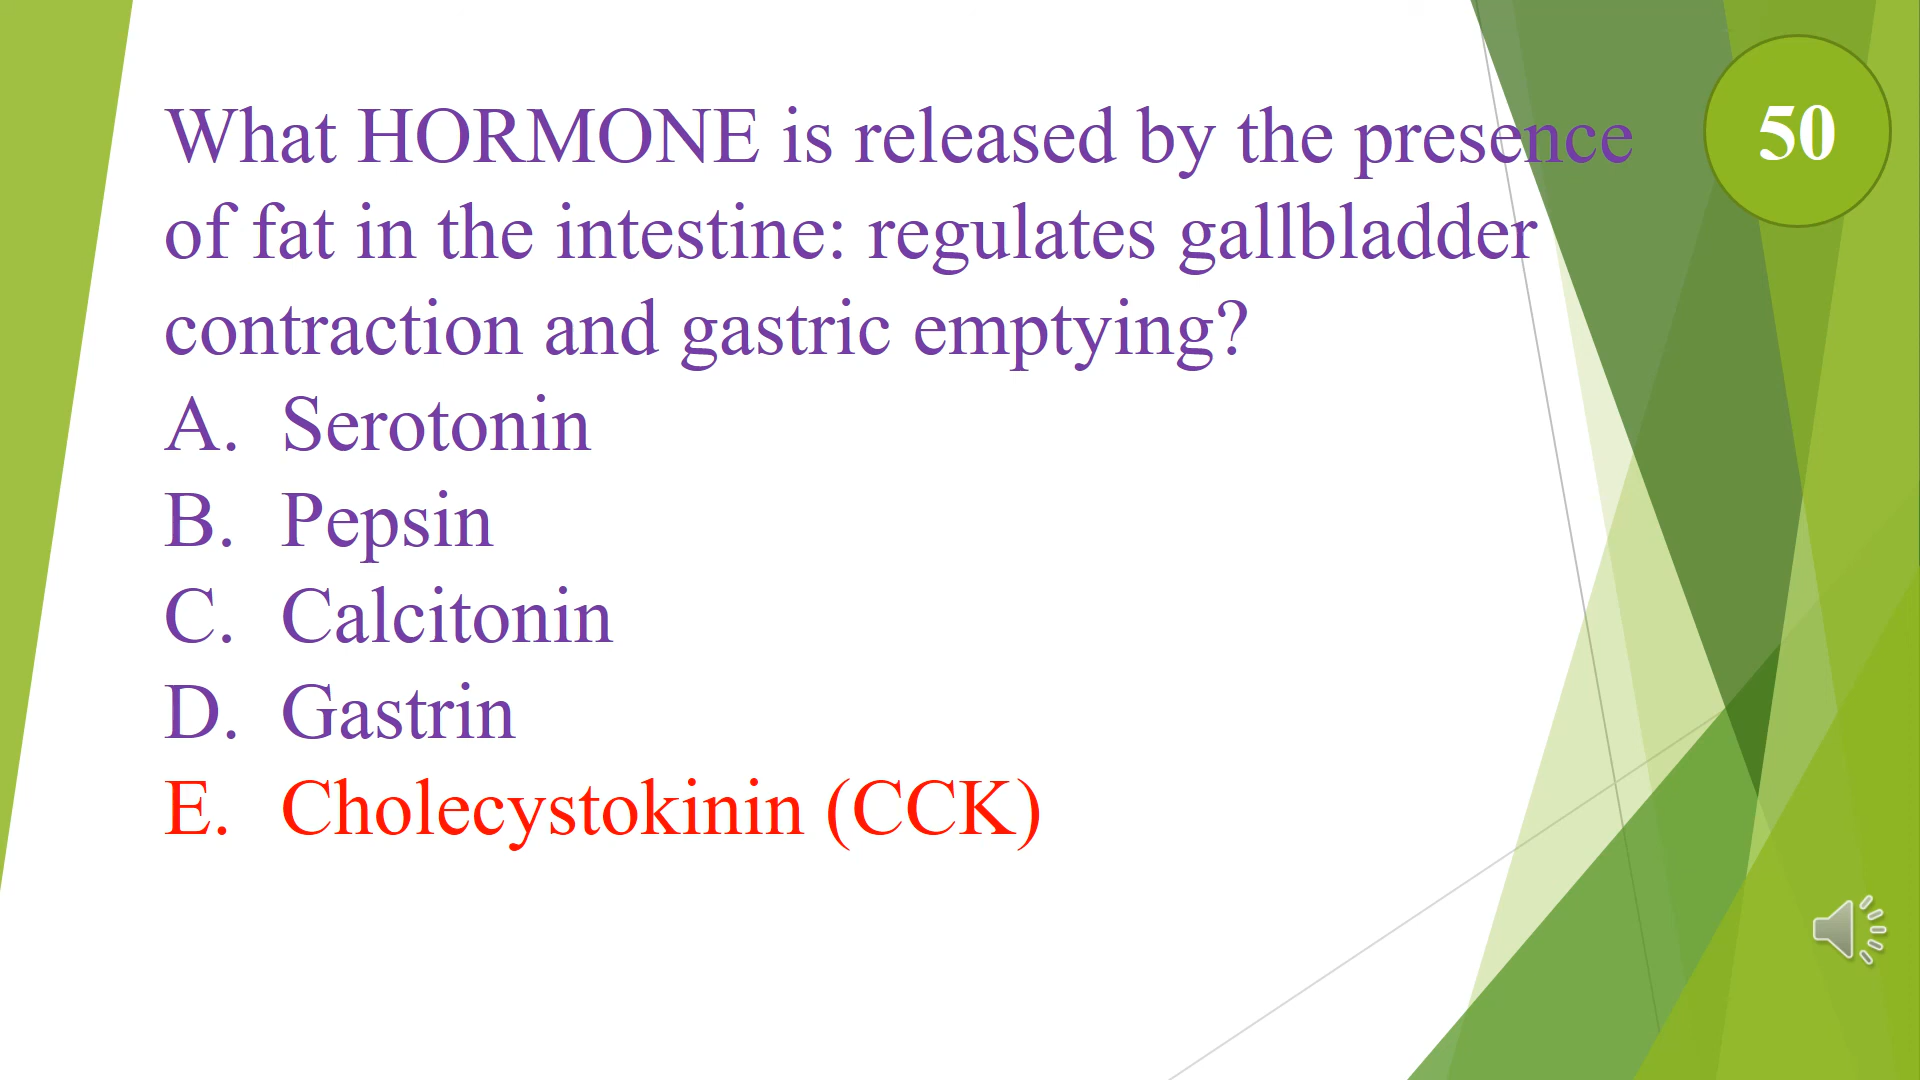 What HORMONE is released by the presence
of fat in the intestine: regulates gallbladder
contraction and gastric emptying?
A. Serotonin
B. Pepsin
C. Calcitonin
D. Gastrin
E. Cholecystokinin (CCK)
50